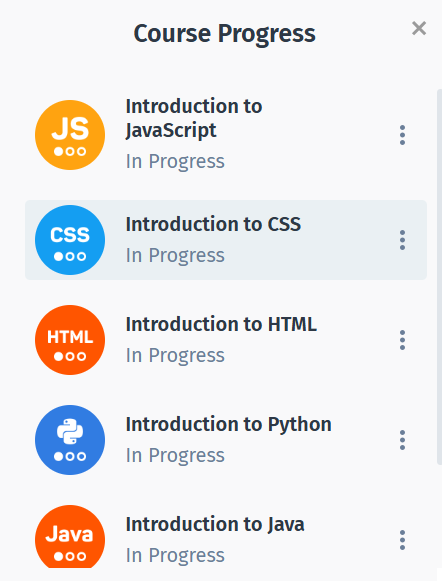 Course Progress
×
JS
Introduction to
JavaScript
In Progress
CSS
Introduction to CSS
In Progress
HTML
Introduction to HTML
In Progress
Introduction to Python
In Progress
Java
Introduction to Java
In Progress